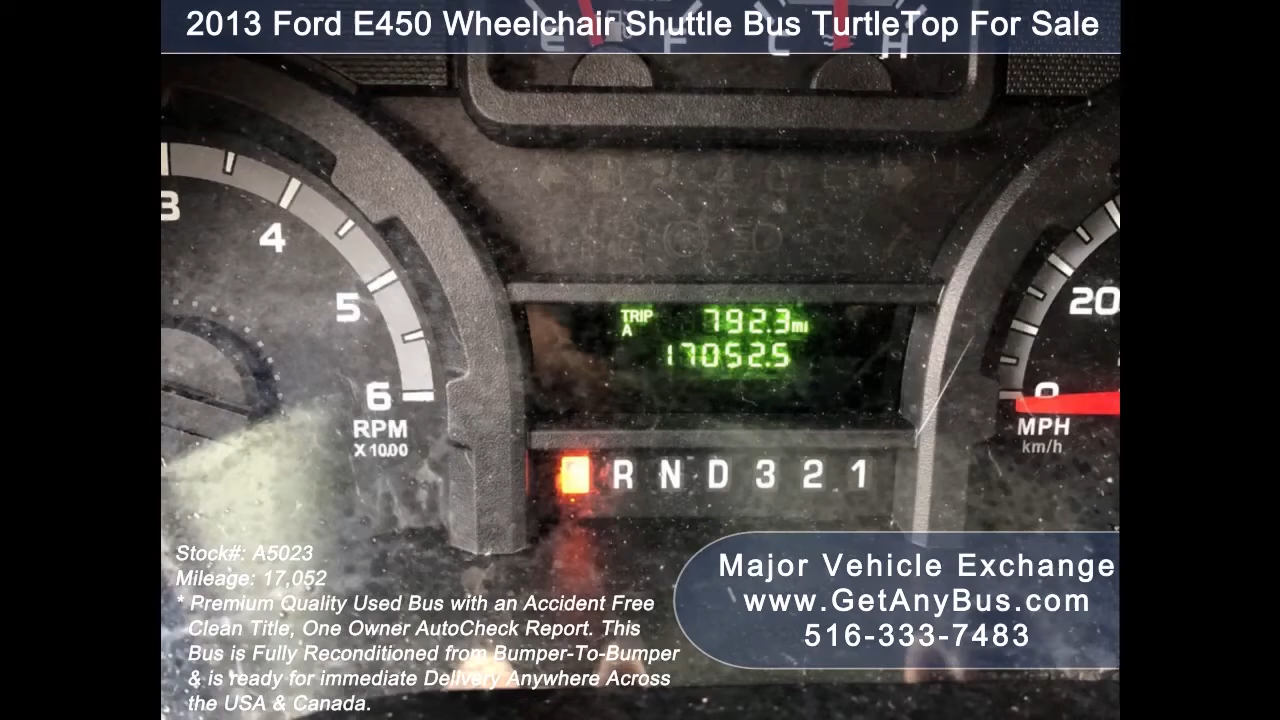 2013 Ford E450 Wheelchair Shuttle Bus TurtleTop For Sale
E F C H
3
4
5
6
RPM
X1000
TRIP A 792.3 mi
17052.5
R N D 3 2 1
20
0
MPH
km/h
Stock#: A5023
Mileage: 17,052
* Premium Quality Used Bus with an Accident Free
Clean Title, One Owner AutoCheck Report. This
Bus is Fully Reconditioned from Bumper-To-Bumper
& is ready for immediate Delivery Anywhere Across
the USA & Canada.
Major Vehicle Exchange
www.GetAnyBus.com
516-333-7483